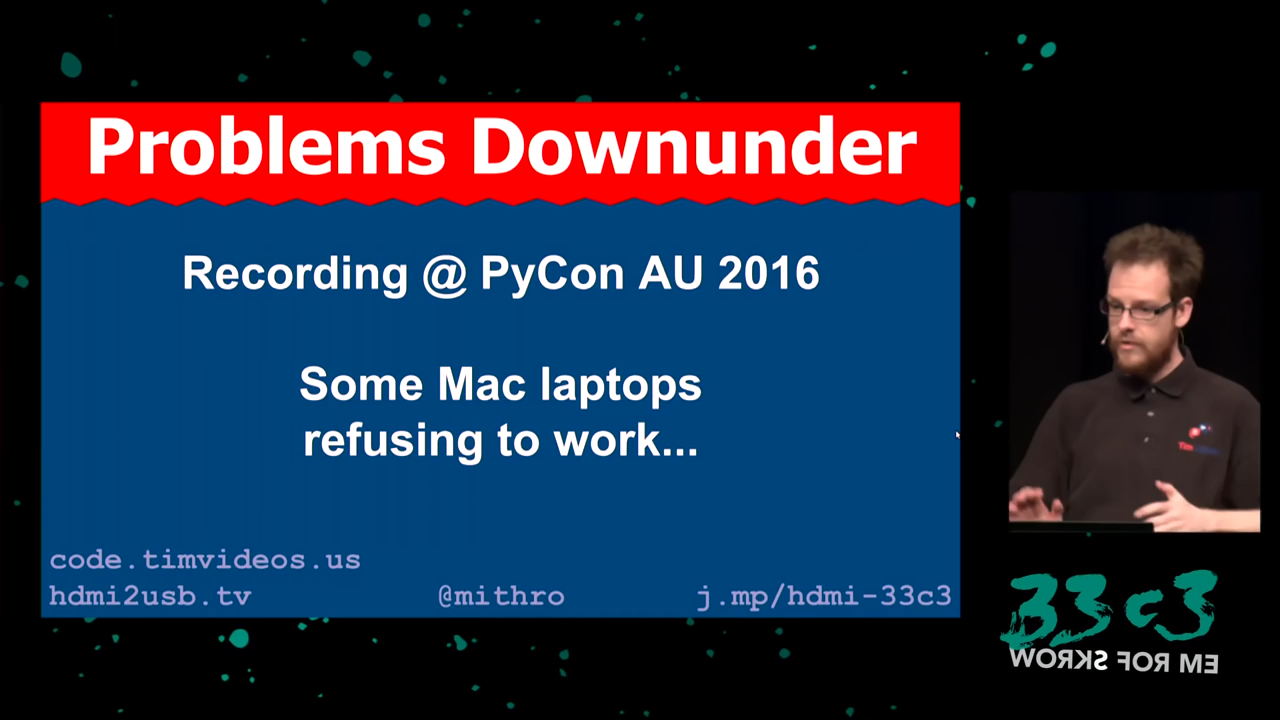 Problems Downunder
Recording @ PyCon AU 2016
Some Mac laptops
refusing to work...
code.timvideos.us
hdmi2usb.tv
@mithro
j.mp/hdmi-33c3
Tim
33c3
WORKS FOR ME